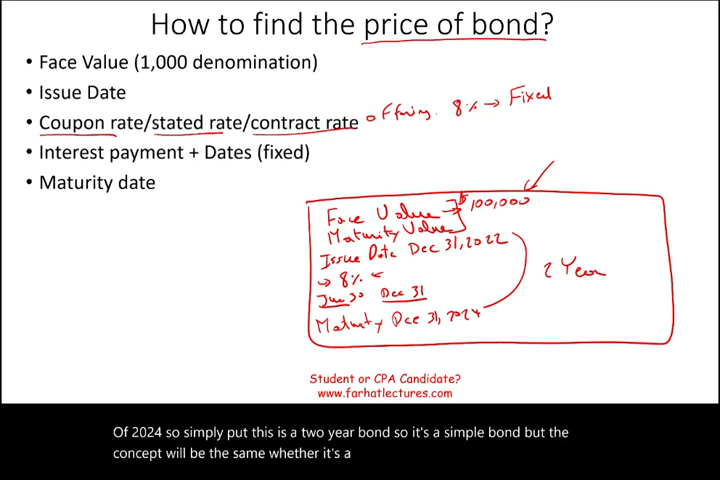 How to find the price of bond?
• Face Value (1,000 denomination)
• Issue Date
• Coupon rate/stated rate/contract rate offering. 8% → Fixed
• Interest payment + Dates (fixed)
• Maturity date
Face Value → $100,000
Maturity Value
Issue Date Dec 31, 2022
→ 8%
June 30 Dec 31
2 Year
Maturity Dec 31, 2024
Student or CPA Candidate?
www.farhatlectures.com
Of 2024 so simply put this is a two year bond so it's a simple bond but the
concept will be the same whether it's a